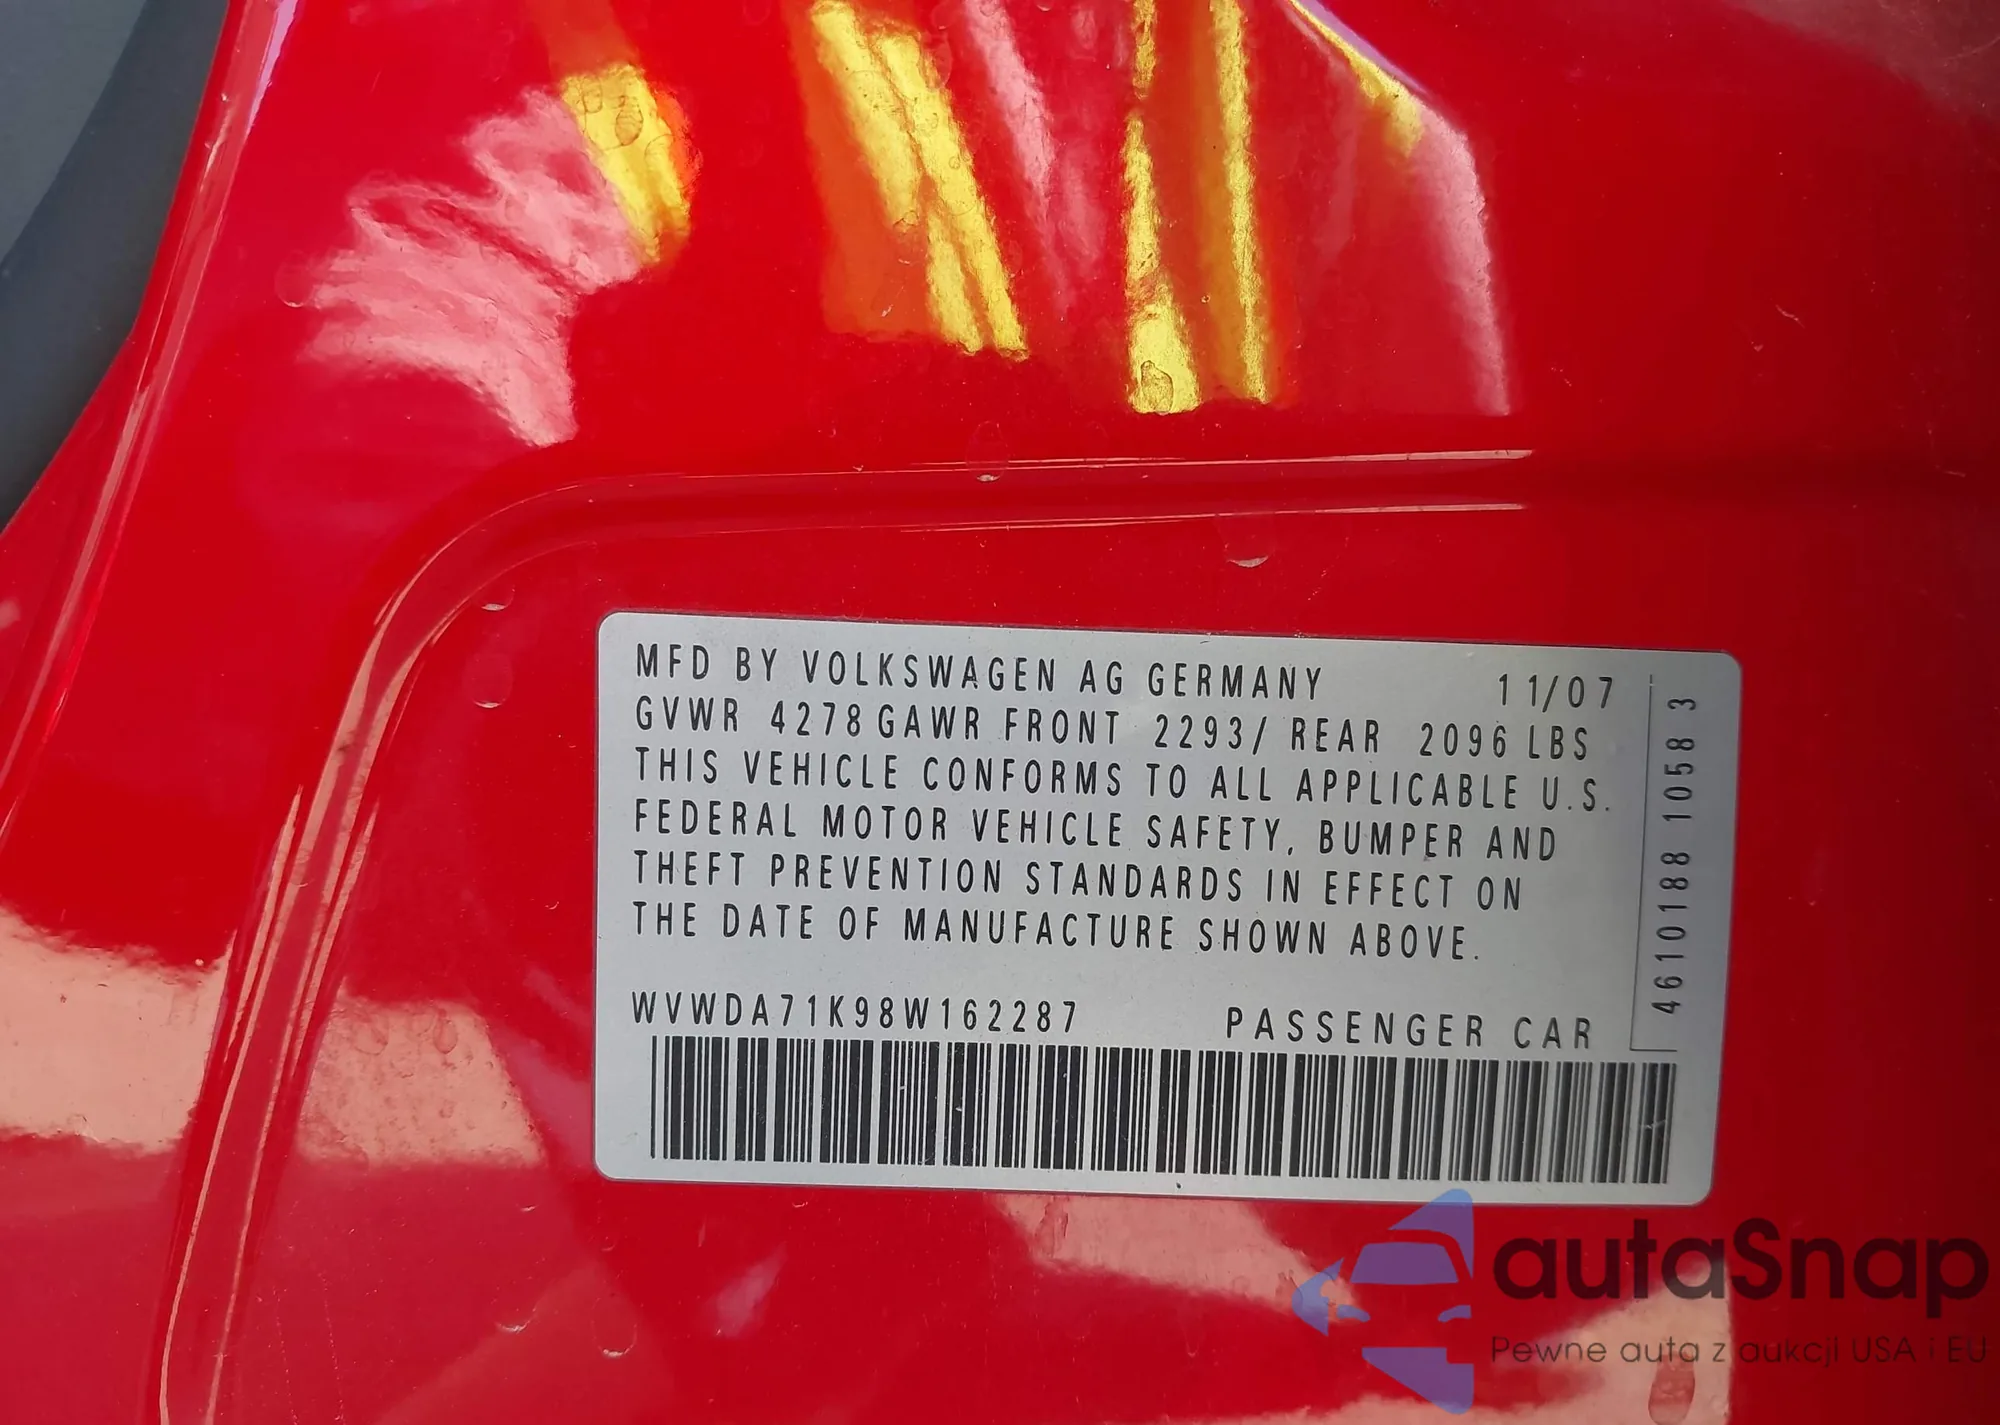 MFD BY VOLKSWAGEN AG GERMANY 11/07
GVWR 4278 GAWR FRONT 2293/ REAR 2096 LBS
THIS VEHICLE CONFORMS TO ALL APPLICABLE U.S.
FEDERAL MOTOR VEHICLE SAFETY, BUMPER AND
THEFT PREVENTION STANDARDS IN EFFECT ON
THE DATE OF MANUFACTURE SHOWN ABOVE.
WVWDA71K98W162287 PASSENGER CAR
4610188 1058 3
autaSnap
Pewne auta z aukcji USA i EU